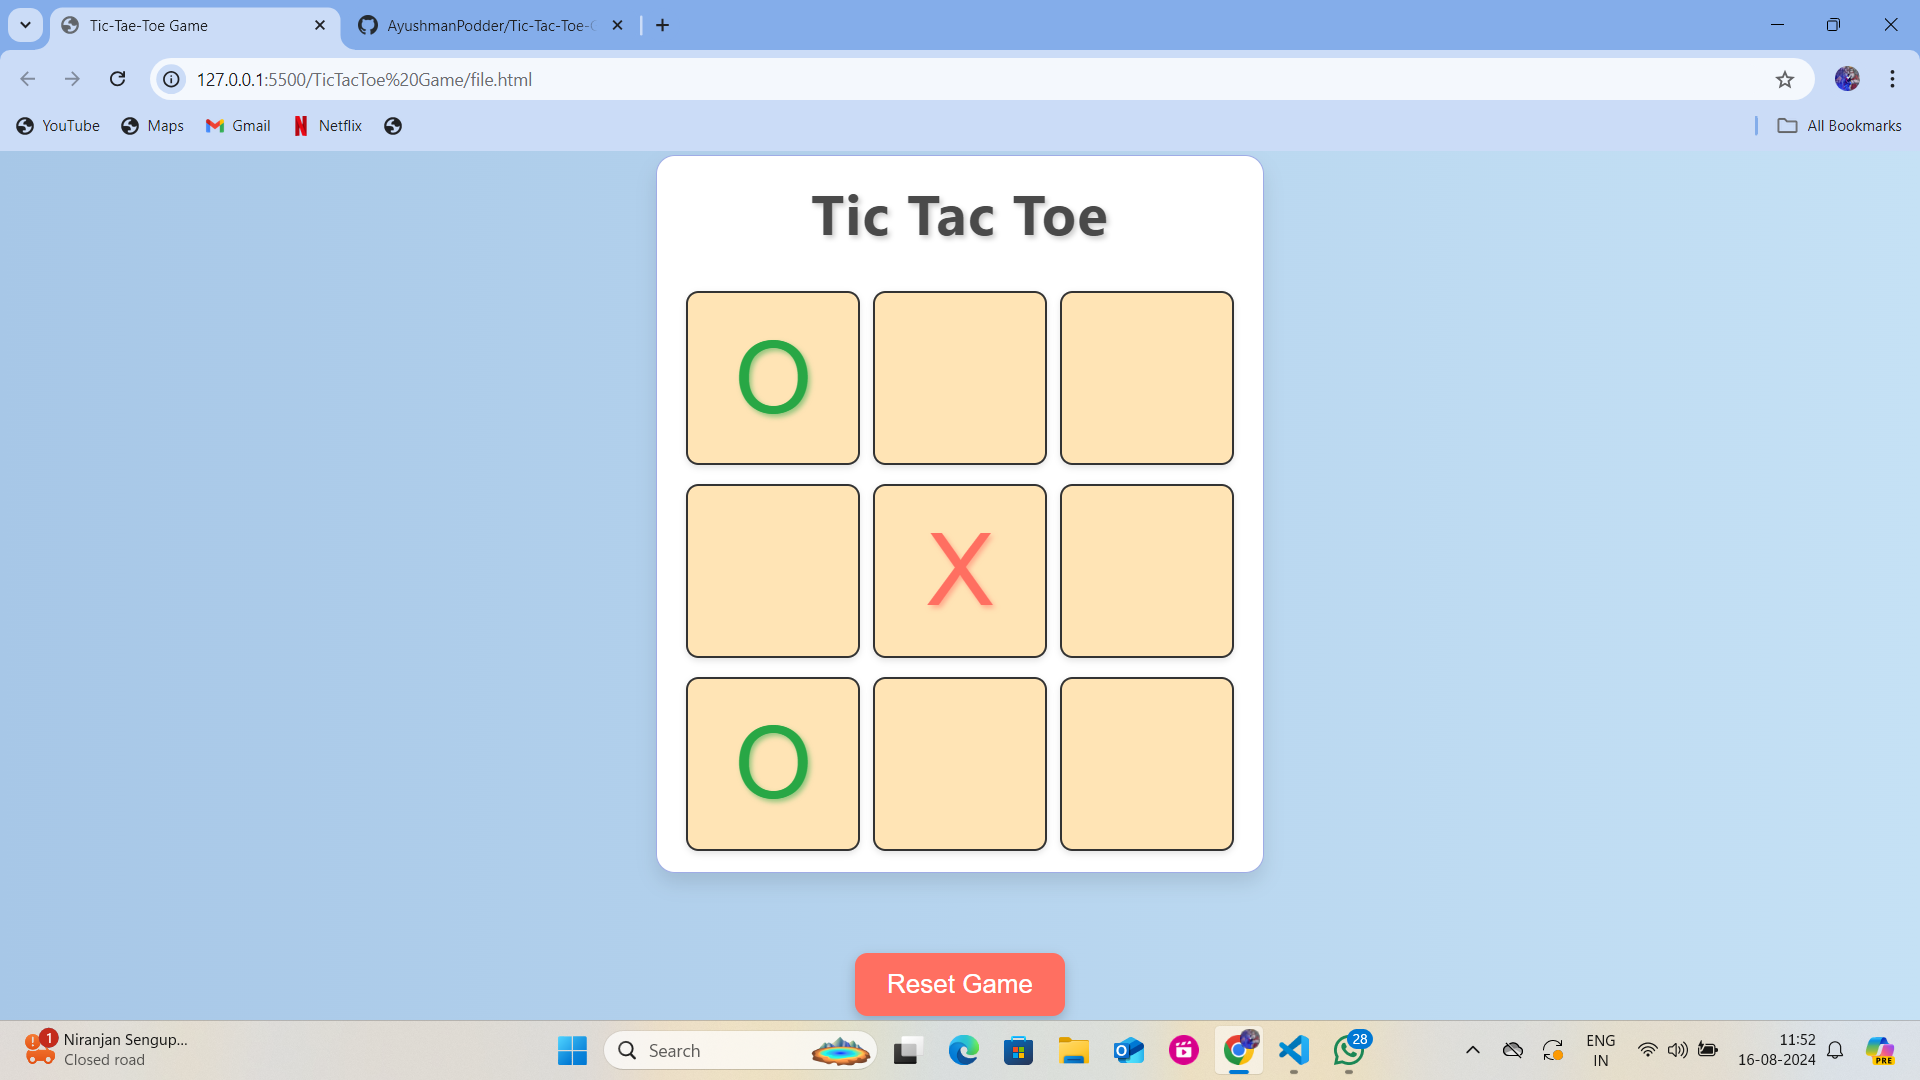 Tic-Tae-Toe Game
AyushmanPodder/Tic-Tac-Toe-
127.0.0.1:5500/TicTacToe%20Game/file.html
YouTube
Maps
Gmail
Netflix
All Bookmarks
Tic Tac Toe
O
X
O
Reset Game
1
Niranjan Sengup...
Closed road
Search
28
PRE
ENG
IN
11:52
16-08-2024